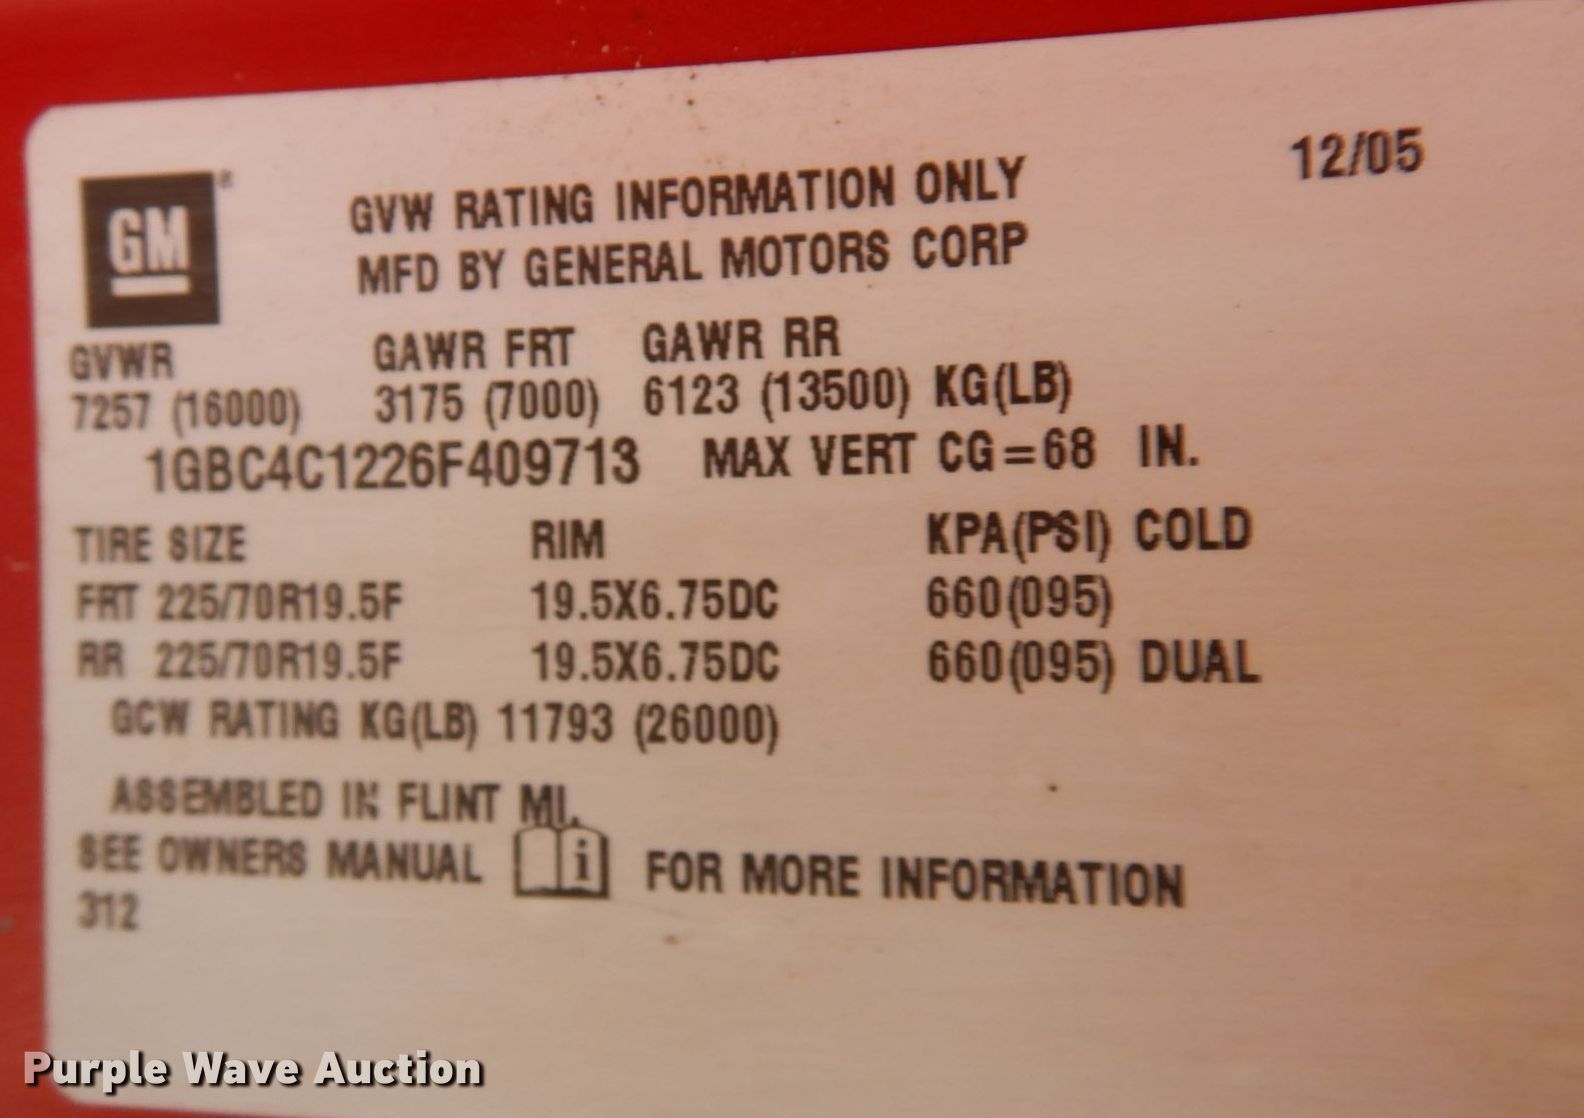 12/05
GM
GVW RATING INFORMATION ONLY
MFD BY GENERAL MOTORS CORP
GVWR GAWR FRT GAWR RR
7257 (16000) 3175 (7000) 6123 (13500) KG(LB)
1GBC4C1226F409713 MAX VERT CG=68 IN.
TIRE SIZE RIM KPA(PSI) COLD
FRT 225/70R19.5F 19.5X6.75DC 660(095)
RR 225/70R19.5F 19.5X6.75DC 660(095) DUAL
GCW RATING KG(LB) 11793 (26000)
ASSEMBLED IN FLINT MI.
SEE OWNERS MANUAL i FOR MORE INFORMATION
312
Purple Wave Auction